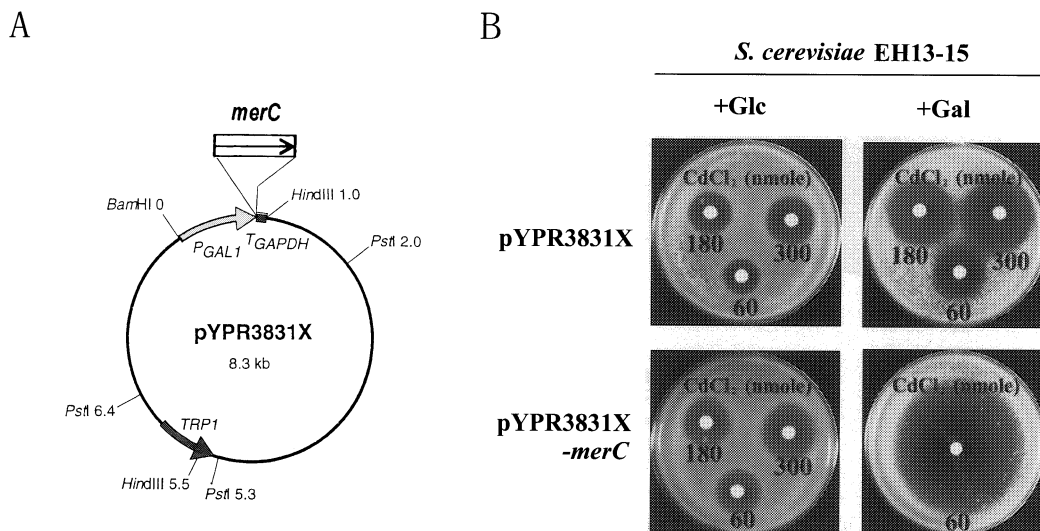 A
merC
HindIII 1.0
BamHI 0
PGAL1
TGAPDH
PstI 2.0
pYPR3831X
8.3 kb
PstI 6.4
TRP1
HindIII 5.5
PstI 5.3
B
S. cerevisiae EH13-15
+Glc
+Gal
pYPR3831X
CdCl2 (nmole)
180
300
60
CdCl2 (nmole)
180
300
60
pYPR3831X
-merC
CdCl2 (nmole)
180
300
60
CdCl2 (nmole)
60